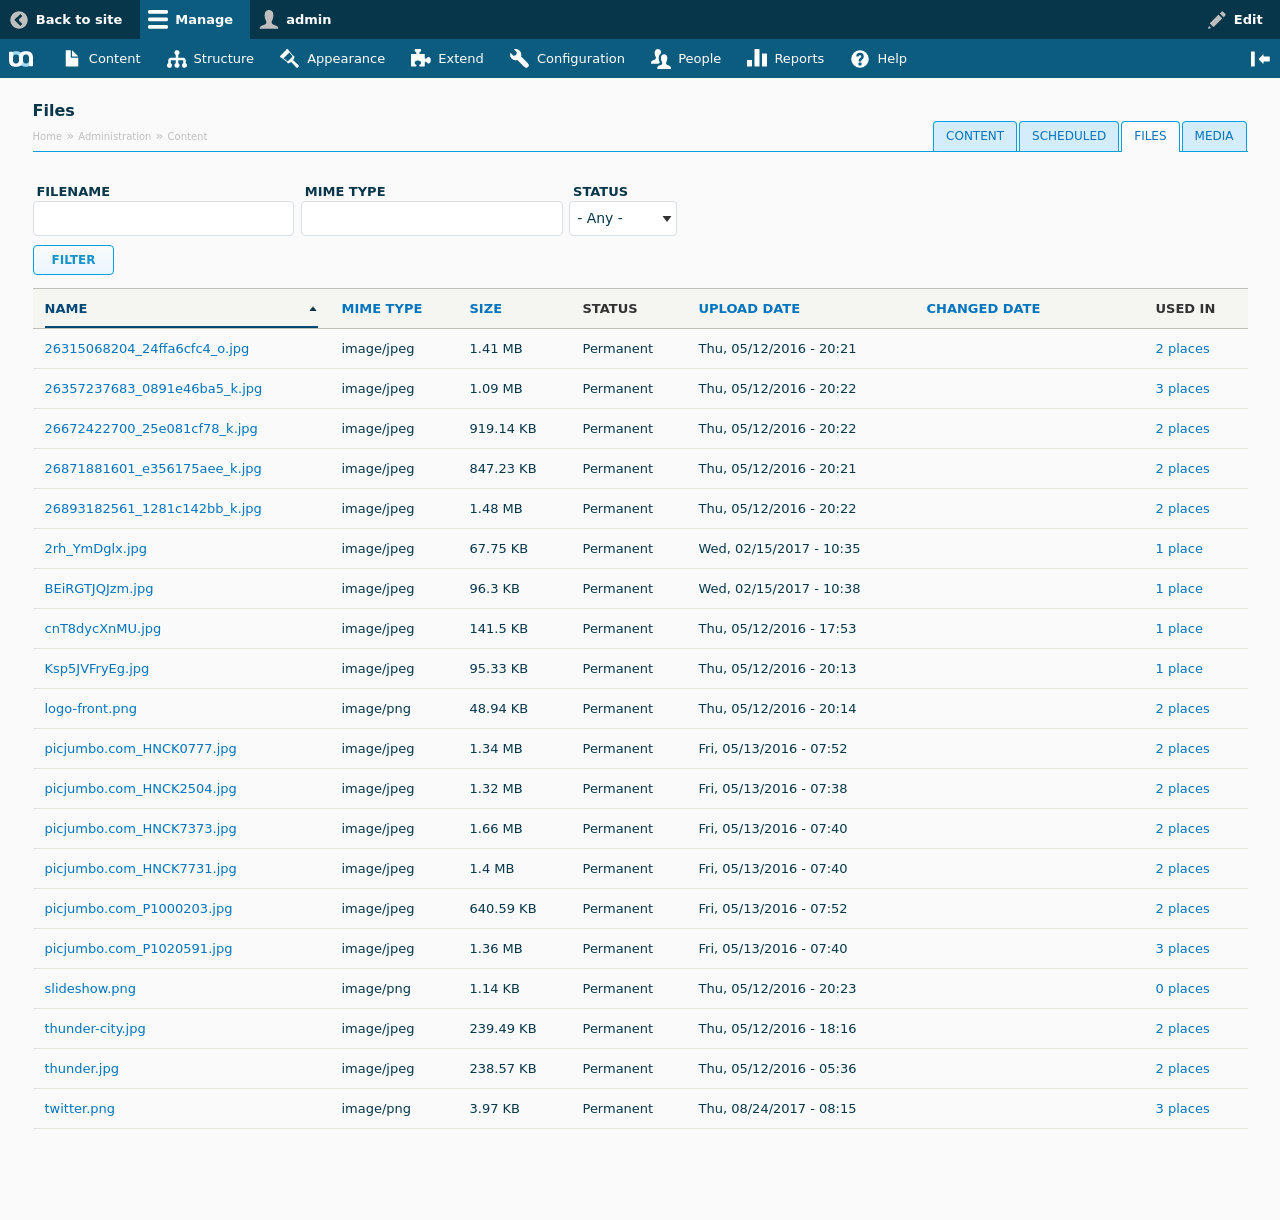 Back to site Manage admin Edit
Content Structure Appearance Extend Configuration People Reports Help
Files
Home » Administration » Content
CONTENT SCHEDULED FILES MEDIA
FILENAME MIME TYPE STATUS
- Any -
FILTER
NAME MIME TYPE SIZE STATUS UPLOAD DATE CHANGED DATE USED IN
26315068204_24ffa6cfc4_o.jpg image/jpeg 1.41 MB Permanent Thu, 05/12/2016 - 20:21 2 places
26357237683_0891e46ba5_k.jpg image/jpeg 1.09 MB Permanent Thu, 05/12/2016 - 20:22 3 places
26672422700_25e081cf78_k.jpg image/jpeg 919.14 KB Permanent Thu, 05/12/2016 - 20:22 2 places
26871881601_e356175aee_k.jpg image/jpeg 847.23 KB Permanent Thu, 05/12/2016 - 20:21 2 places
26893182561_1281c142bb_k.jpg image/jpeg 1.48 MB Permanent Thu, 05/12/2016 - 20:22 2 places
2rh_YmDglx.jpg image/jpeg 67.75 KB Permanent Wed, 02/15/2017 - 10:35 1 place
BEiRGTJQJzm.jpg image/jpeg 96.3 KB Permanent Wed, 02/15/2017 - 10:38 1 place
cnT8dycXnMU.jpg image/jpeg 141.5 KB Permanent Thu, 05/12/2016 - 17:53 1 place
Ksp5JVFryEg.jpg image/jpeg 95.33 KB Permanent Thu, 05/12/2016 - 20:13 1 place
logo-front.png image/png 48.94 KB Permanent Thu, 05/12/2016 - 20:14 2 places
picjumbo.com_HNCK0777.jpg image/jpeg 1.34 MB Permanent Fri, 05/13/2016 - 07:52 2 places
picjumbo.com_HNCK2504.jpg image/jpeg 1.32 MB Permanent Fri, 05/13/2016 - 07:38 2 places
picjumbo.com_HNCK7373.jpg image/jpeg 1.66 MB Permanent Fri, 05/13/2016 - 07:40 2 places
picjumbo.com_HNCK7731.jpg image/jpeg 1.4 MB Permanent Fri, 05/13/2016 - 07:40 2 places
picjumbo.com_P1000203.jpg image/jpeg 640.59 KB Permanent Fri, 05/13/2016 - 07:52 2 places
picjumbo.com_P1020591.jpg image/jpeg 1.36 MB Permanent Fri, 05/13/2016 - 07:40 3 places
slideshow.png image/png 1.14 KB Permanent Thu, 05/12/2016 - 20:23 0 places
thunder-city.jpg image/jpeg 239.49 KB Permanent Thu, 05/12/2016 - 18:16 2 places
thunder.jpg image/jpeg 238.57 KB Permanent Thu, 05/12/2016 - 05:36 2 places
twitter.png image/png 3.97 KB Permanent Thu, 08/24/2017 - 08:15 3 places